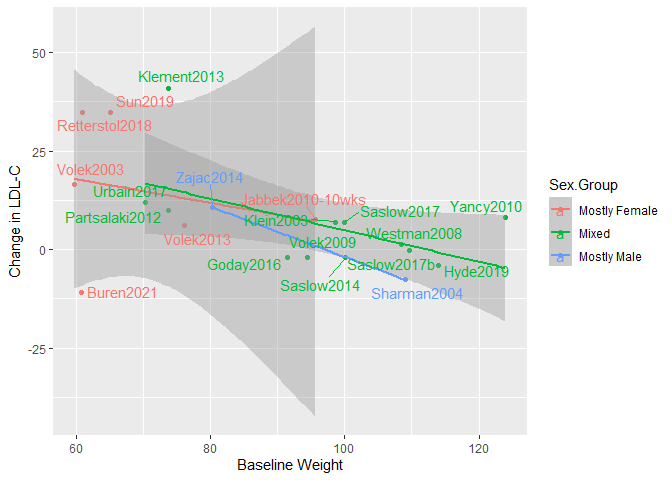 50
25
0
-25
Change in LDL-C
Klement2013
Sun2019
Retterstol2018
Volek2003
Zajac2014
Urbain2017
Jabbek2010-10wks
Yancy2010
Partsalaki2012
Klein2003
Saslow2017
Volek2013
Volek2009
Westman2008
Goday2016
Saslow2017b
Hyde2019
Saslow2014
Sharman2004
Buren2021
60
80
100
120
Baseline Weight
Sex.Group
a Mostly Female
a Mixed
a Mostly Male